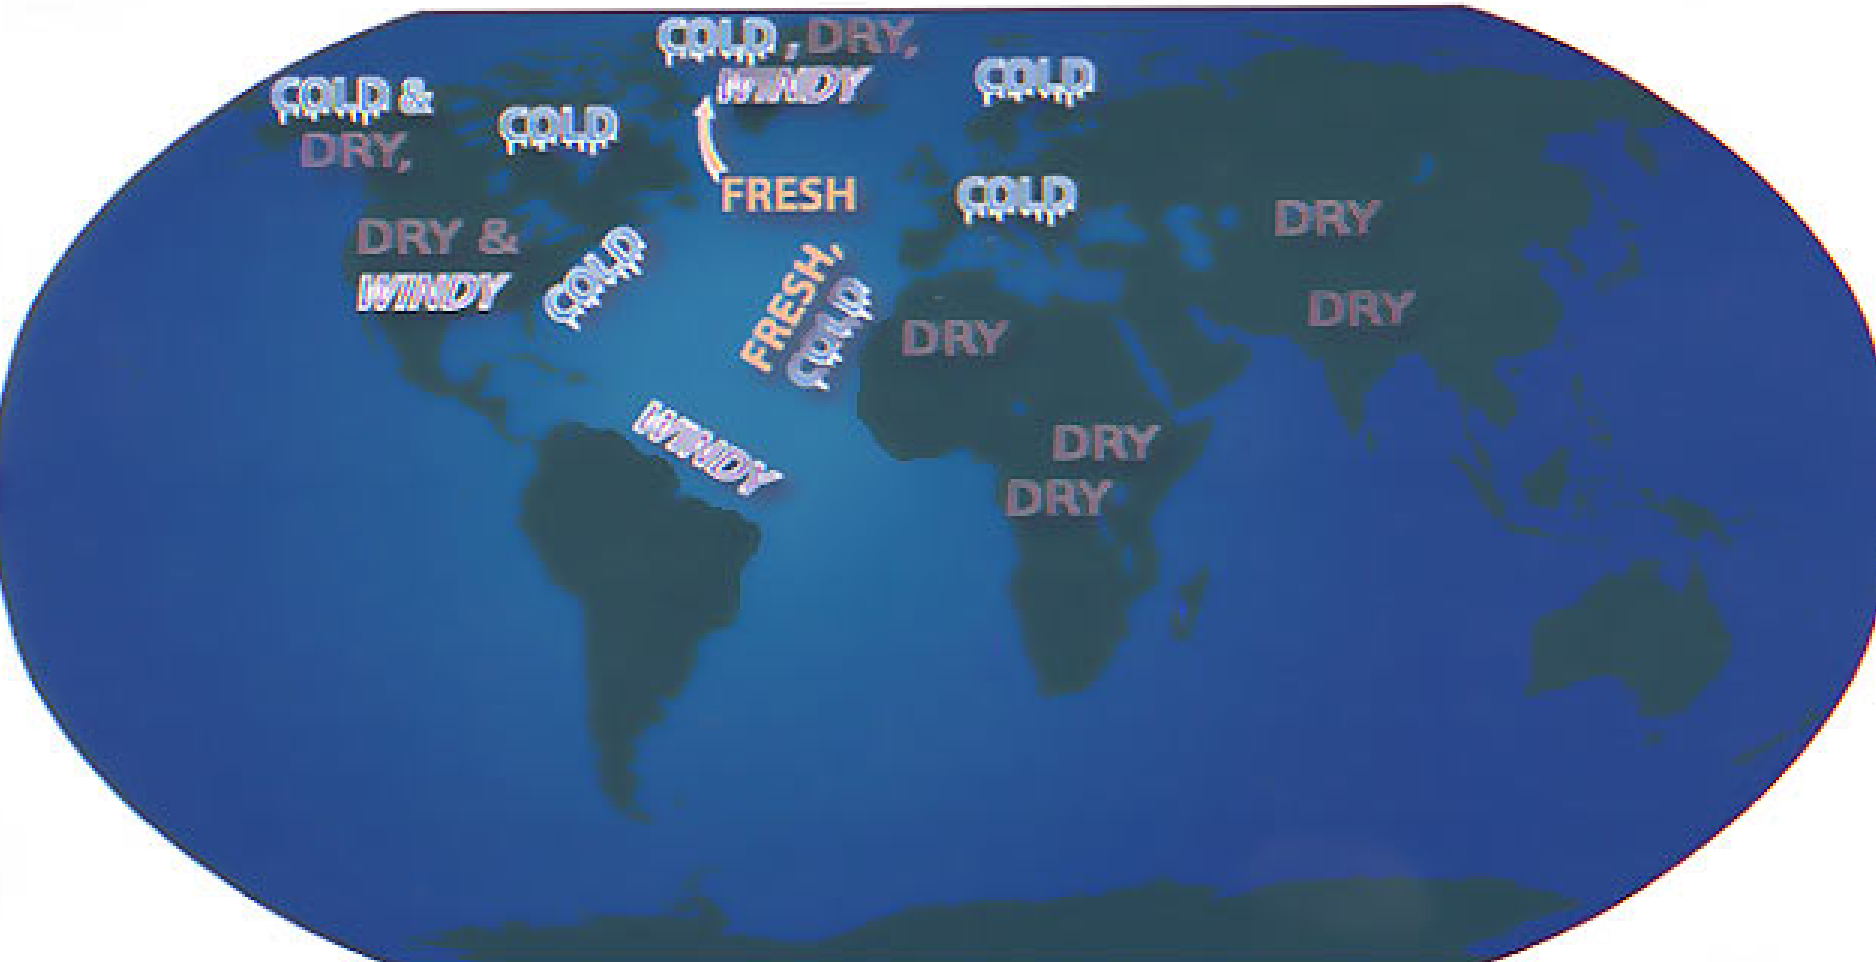 COLD , DRY,
WINDY
COLD &
DRY,
COLD
COLD
FRESH
COLD
DRY &
WINDY
COLD
FRESH,
COLD
DRY
DRY
DRY
WINDY
DRY
DRY